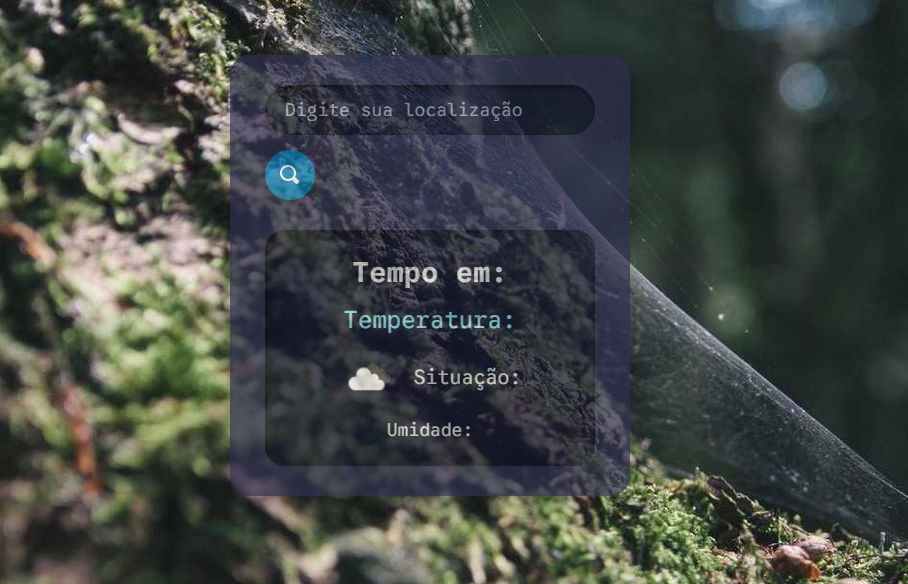 Digite sua localização
Tempo em:
Temperatura:
Situação:
Umidade: